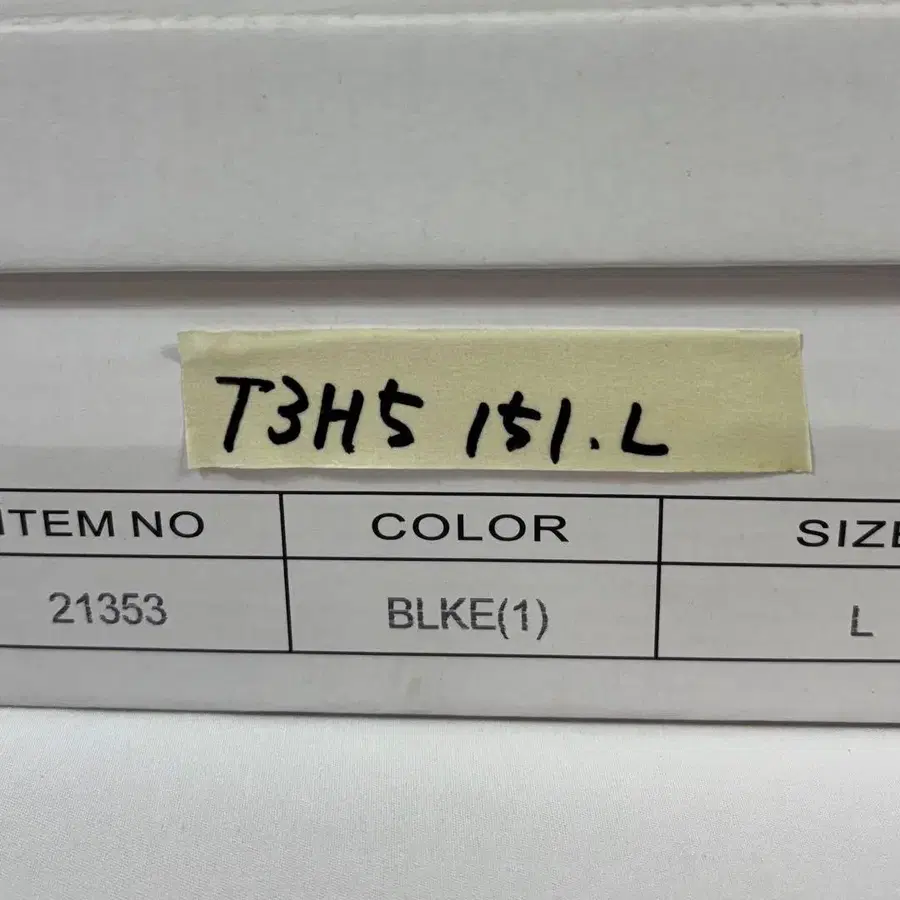 T3H5 151.L
ITEM NO COLOR SIZE
21353 BLKE(1) L